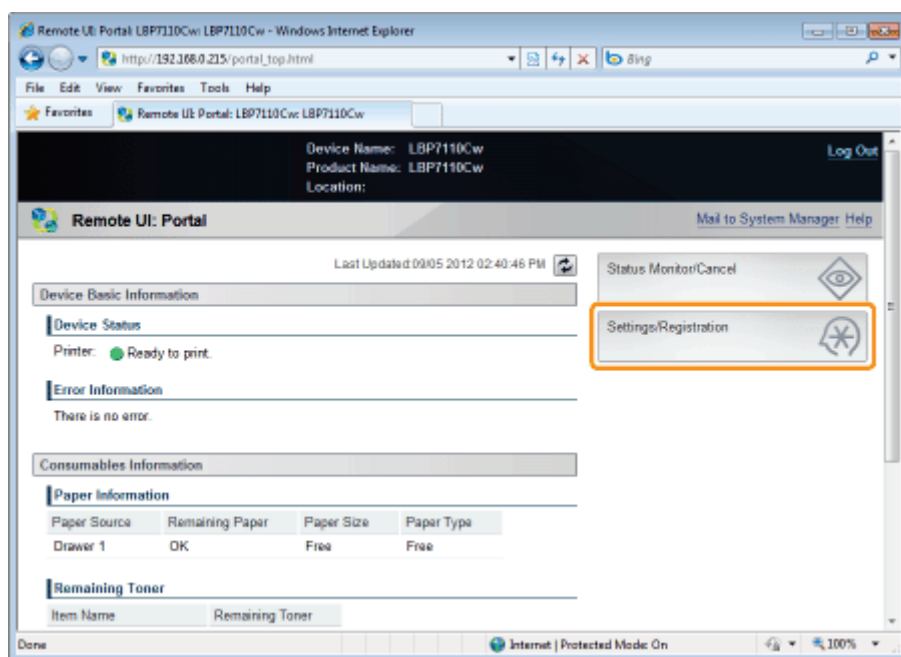 Remote UI: Portal: LBP7110Cw: LBP7110Cw - Windows Internet Explorer
http://192.168.0.215/portal_top.html
Bing
File Edit View Favorites Tools Help
Favorites Remote UI: Portal: LBP7110Cw: LBP7110Cw
Device Name: LBP7110Cw
Product Name: LBP7110Cw
Location:
Log Out
Remote UI: Portal
Mail to System Manager Help
Last Updated:09/05 2012 02:40:46 PM
Status Monitor/Cancel
Device Basic Information
Settings/Registration
Device Status
Printer: Ready to print.
Error Information
There is no error.
Consumables Information
Paper Information
Paper Source Remaining Paper Paper Size Paper Type
Drawer 1 OK Free Free
Remaining Toner
Item Name Remaining Toner
Done Internet | Protected Mode: On 100%